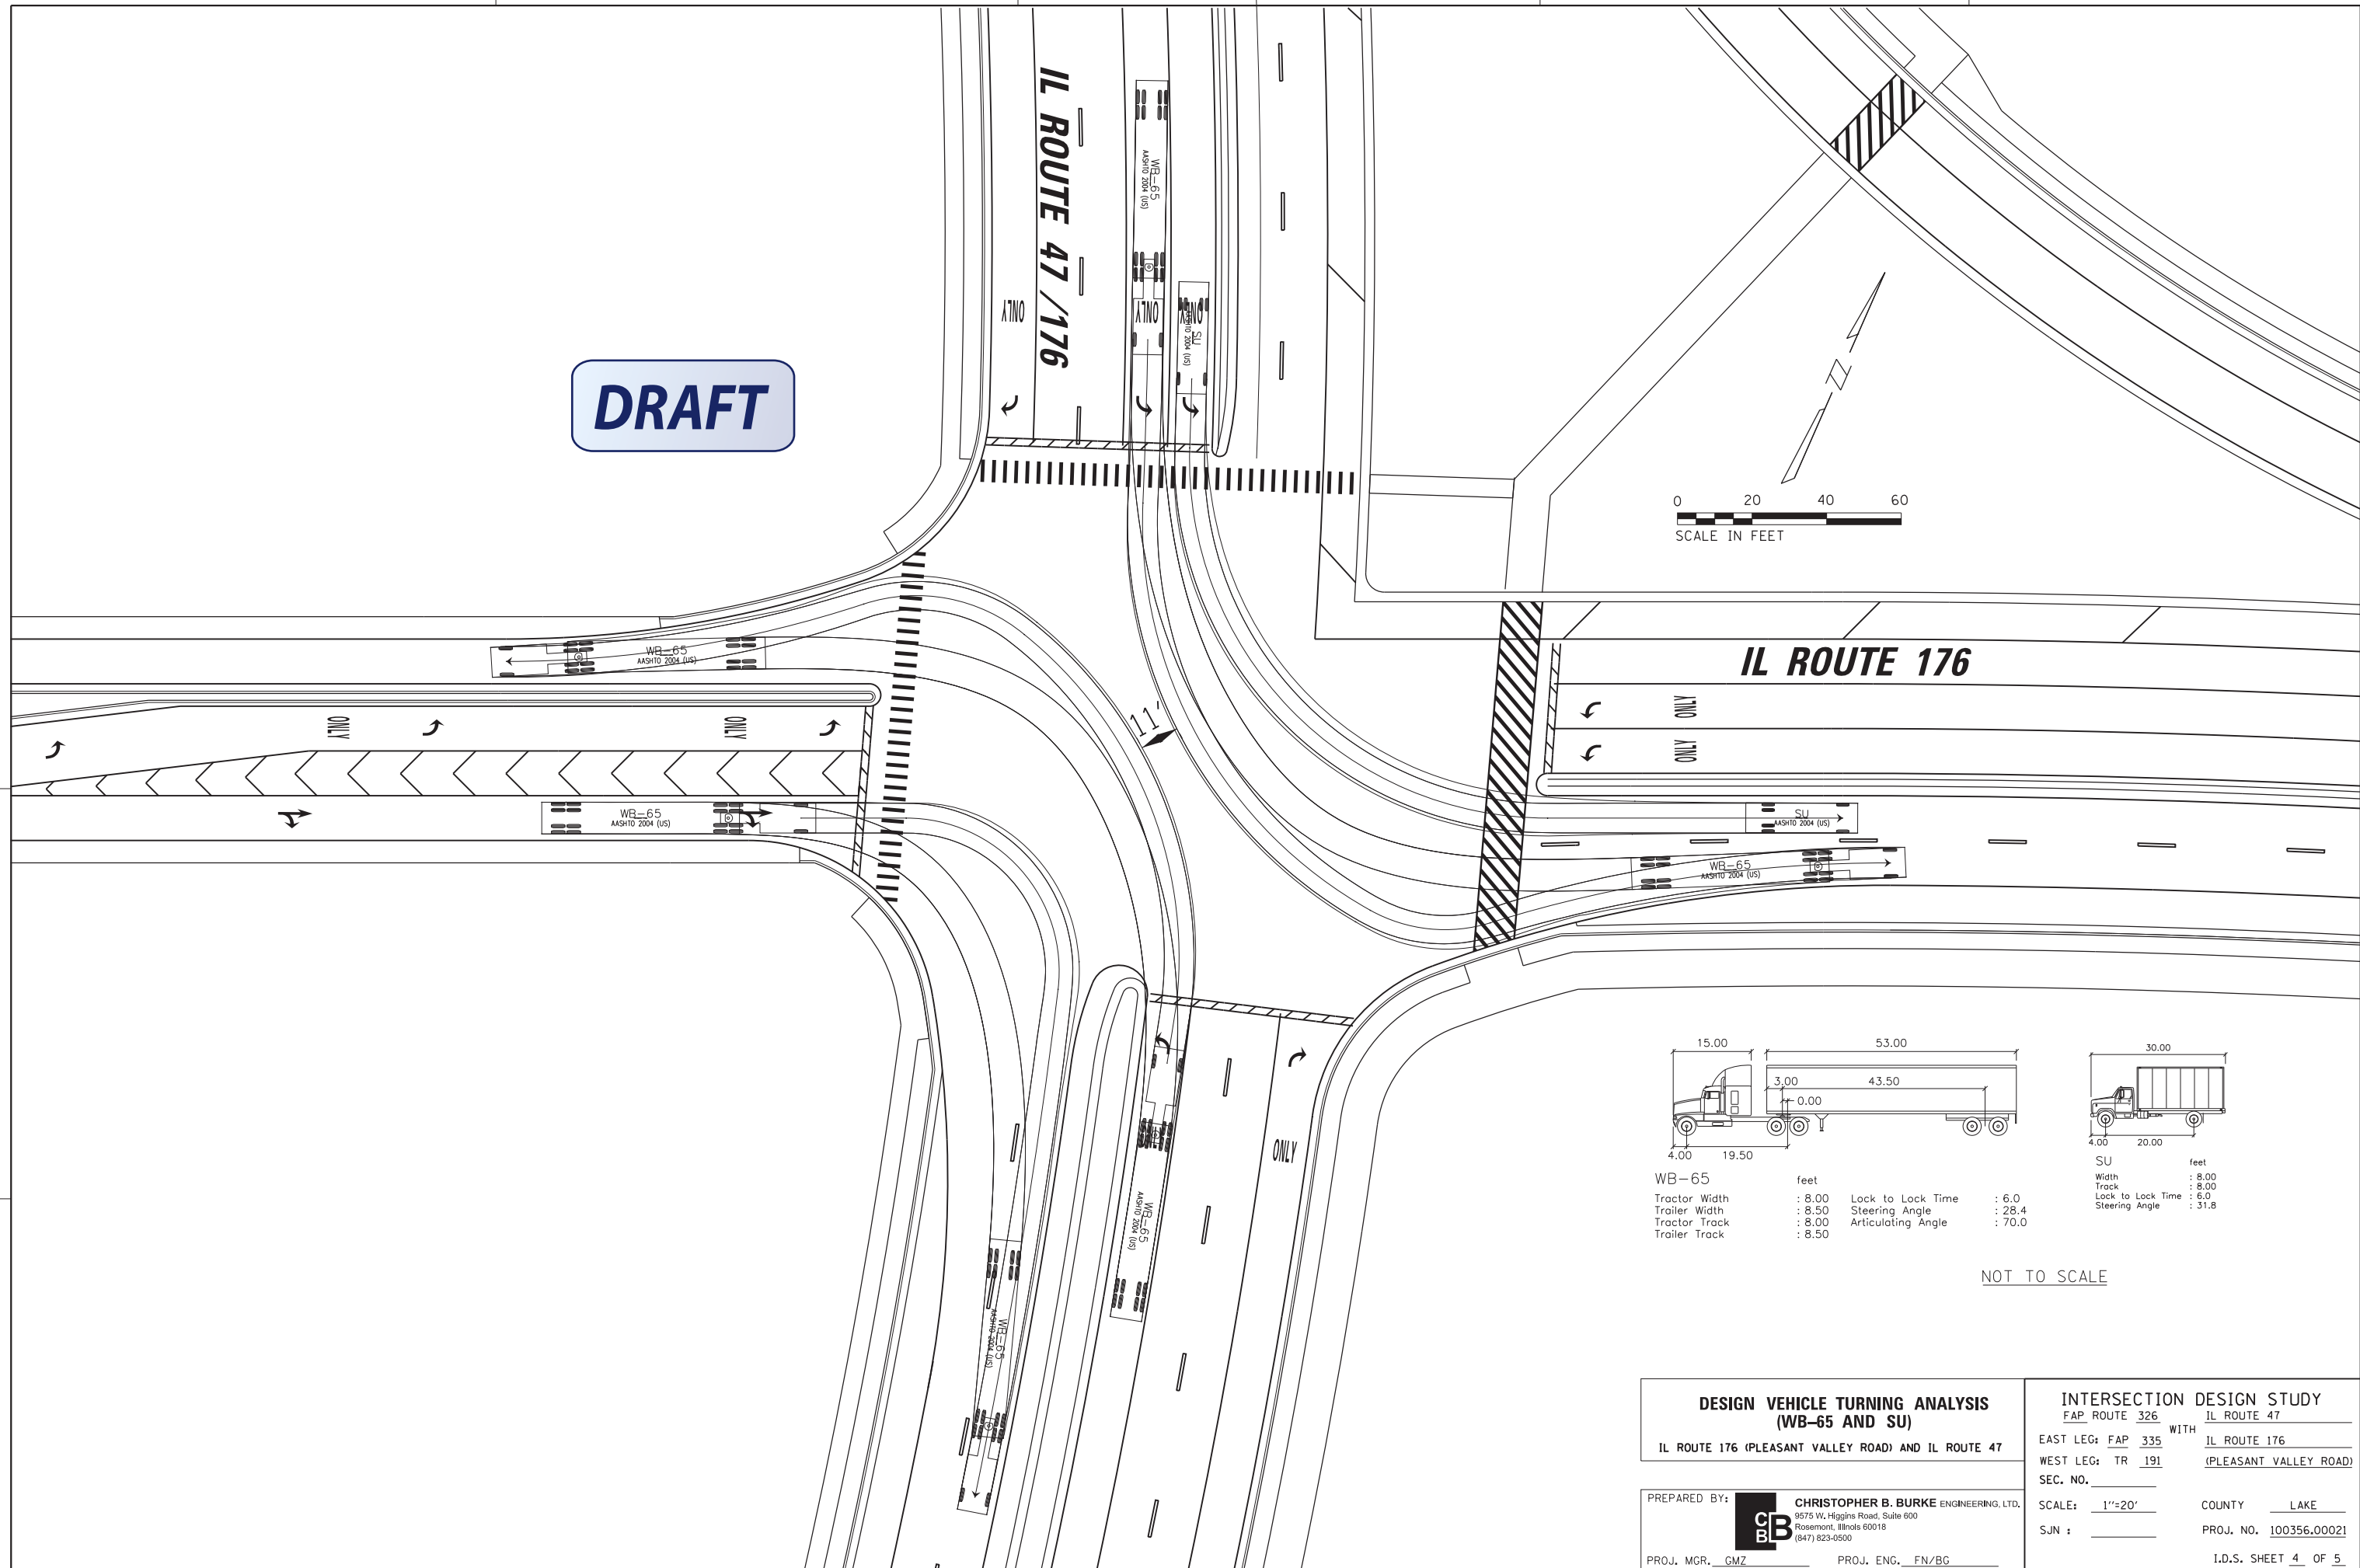 IL ROUTE 47 /176
WB-65
AASHTO 2004 (US)
ONLY
ONLY
ONLY
SU
AASHTO 2004 (US)
DRAFT
0 20 40 60
SCALE IN FEET
WB-65
AASHTO 2004 (US)
IL ROUTE 176
ONLY
ONLY
11'
ONLY
ONLY
WB-65
AASHTO 2004 (US)
SU
AASHTO 2004 (US)
WB-65
AASHTO 2004 (US)
ONLY
WB-65
AASHTO 2004 (US)
WB-65
AASHTO 2004 (US)
15.00 53.00
3.00 43.50
0.00
4.00 19.50
30.00
4.00 20.00
WB-65 feet
Tractor Width : 8.00 Lock to Lock Time : 6.0
Trailer Width : 8.50 Steering Angle : 28.4
Tractor Track : 8.00 Articulating Angle : 70.0
Trailer Track : 8.50
SU feet
Width : 8.00
Track : 8.00
Lock to Lock Time : 6.0
Steering Angle : 31.8
NOT TO SCALE
DESIGN VEHICLE TURNING ANALYSIS
(WB-65 AND SU)
IL ROUTE 176 (PLEASANT VALLEY ROAD) AND IL ROUTE 47
PREPARED BY:
CBB
CHRISTOPHER B. BURKE ENGINEERING, LTD.
9575 W. Higgins Road, Suite 600
Rosemont, Illinois 60018
(847) 823-0500
PROJ. MGR. GMZ PROJ. ENG. FN/BG
INTERSECTION DESIGN STUDY
FAP ROUTE 326 WITH IL ROUTE 47
EAST LEG: FAP 335 IL ROUTE 176
WEST LEG: TR 191 (PLEASANT VALLEY ROAD)
SEC. NO.
SCALE: 1''=20' COUNTY LAKE
SJN : PROJ. NO. 100356.00021
I.D.S. SHEET 4 OF 5